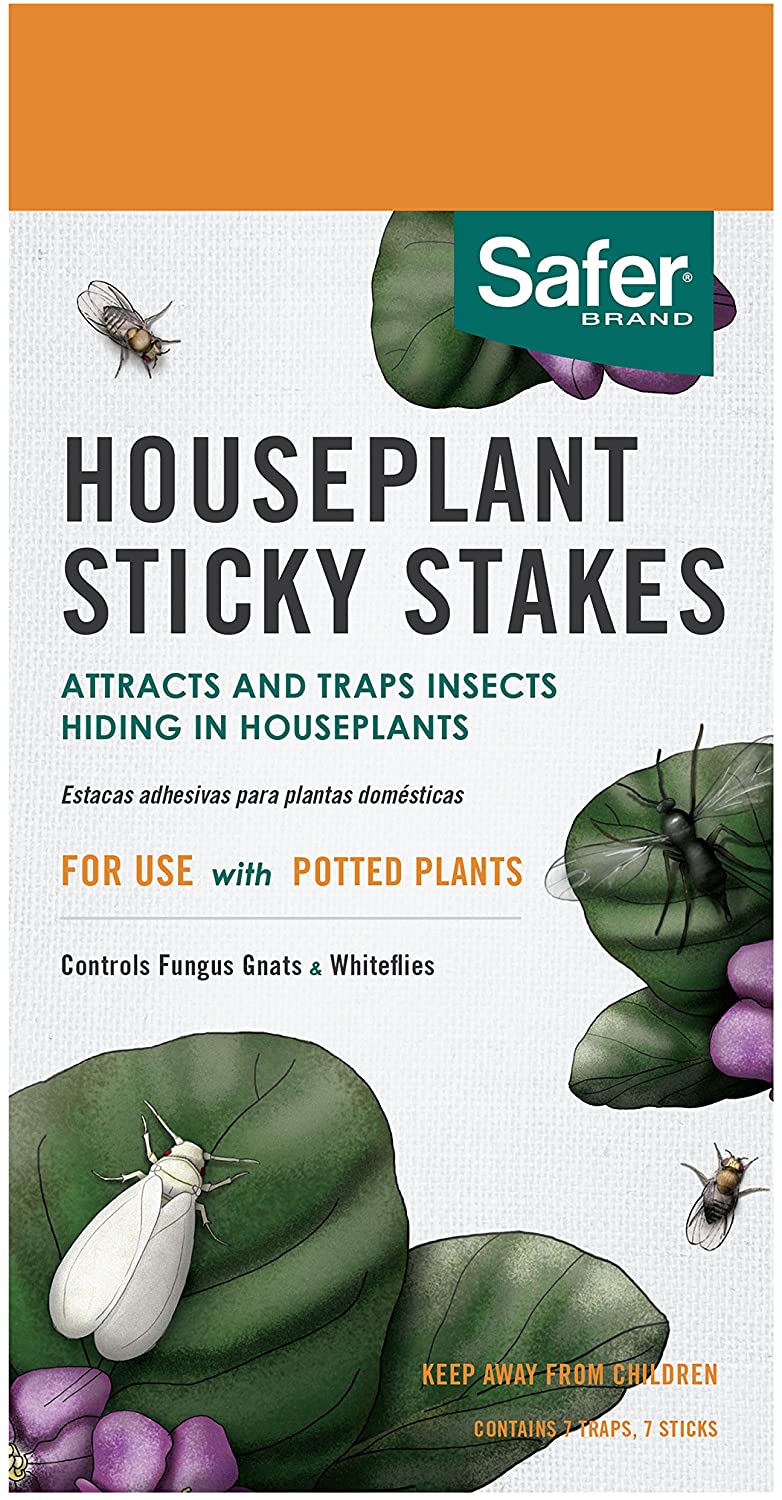 Safer®
BRAND
HOUSEPLANT
STICKY STAKES
ATTRACTS AND TRAPS INSECTS
HIDING IN HOUSEPLANTS
Estacas adhesivas para plantas domésticas
FOR USE with POTTED PLANTS
Controls Fungus Gnats & Whiteflies
KEEP AWAY FROM CHILDREN
CONTAINS 7 TRAPS, 7 STICKS